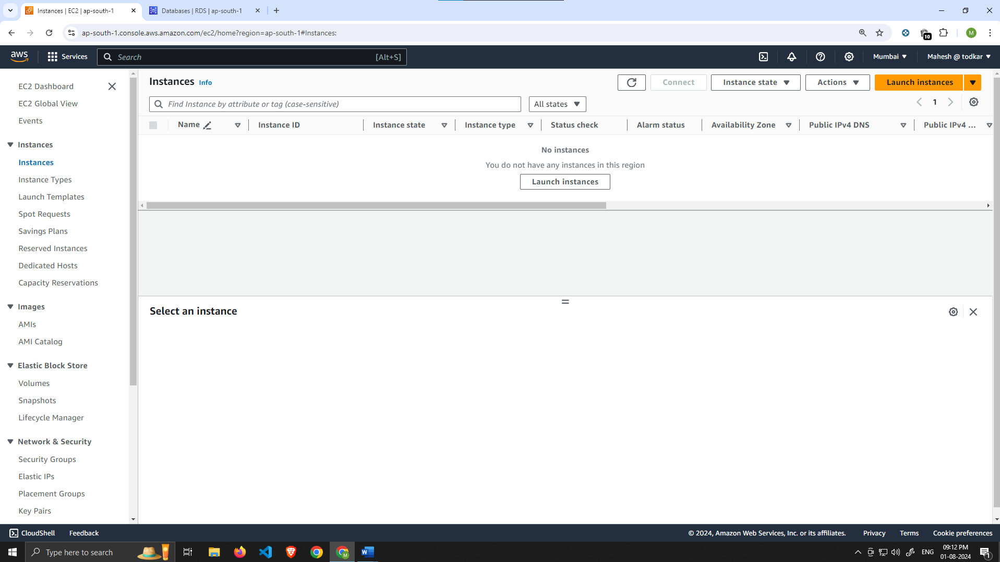 Instances | EC2 | ap-south-1
Databases | RDS | ap-south-1
ap-south-1.console.aws.amazon.com/ec2/home?region=ap-south-1#Instances:
10
M
aws
Services
Search
[Alt+S]
Mumbai
Mahesh @ todkar
EC2 Dashboard
EC2 Global View
Events
Instances
Instances
Instance Types
Launch Templates
Spot Requests
Savings Plans
Reserved Instances
Dedicated Hosts
Capacity Reservations
Images
AMIs
AMI Catalog
Elastic Block Store
Volumes
Snapshots
Lifecycle Manager
Network & Security
Security Groups
Elastic IPs
Placement Groups
Key Pairs
Instances Info
Connect
Instance state
Actions
Launch instances
Find Instance by attribute or tag (case-sensitive)
All states
1
Name
Instance ID
Instance state
Instance type
Status check
Alarm status
Availability Zone
Public IPv4 DNS
Public IPv4 ...
No instances
You do not have any instances in this region
Launch instances
Select an instance
CloudShell
Feedback
© 2024, Amazon Web Services, Inc. or its affiliates.
Privacy
Terms
Cookie preferences
Type here to search
M
W
ENG
09:12 PM
01-08-2024
1